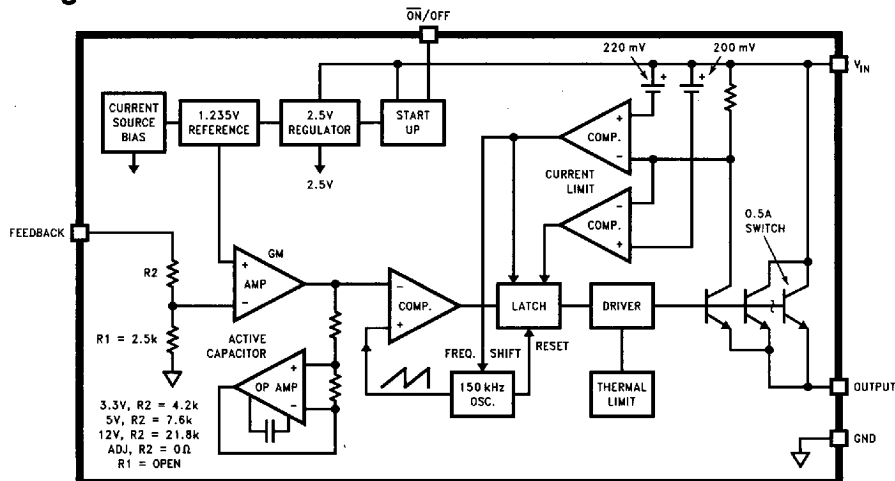 ON/OFF
220 mV
200 mV
+
+
VIN
CURRENT
SOURCE
BIAS
1.235V
REFERENCE
2.5V
REGULATOR
START
UP
2.5V
+
COMP.
−
CURRENT
LIMIT
−
COMP.
+
0.5A
SWITCH
FEEDBACK
R2
R1 = 2.5k
GM
+
AMP
−
−
COMP.
+
LATCH
DRIVER
ACTIVE
CAPACITOR
+
OP AMP
−
FREQ. SHIFT
RESET
150 kHz
OSC.
THERMAL
LIMIT
OUTPUT
GND
3.3V, R2 = 4.2k
5V, R2 = 7.6k
12V, R2 = 21.8k
ADJ, R2 = 0Ω
R1 = OPEN